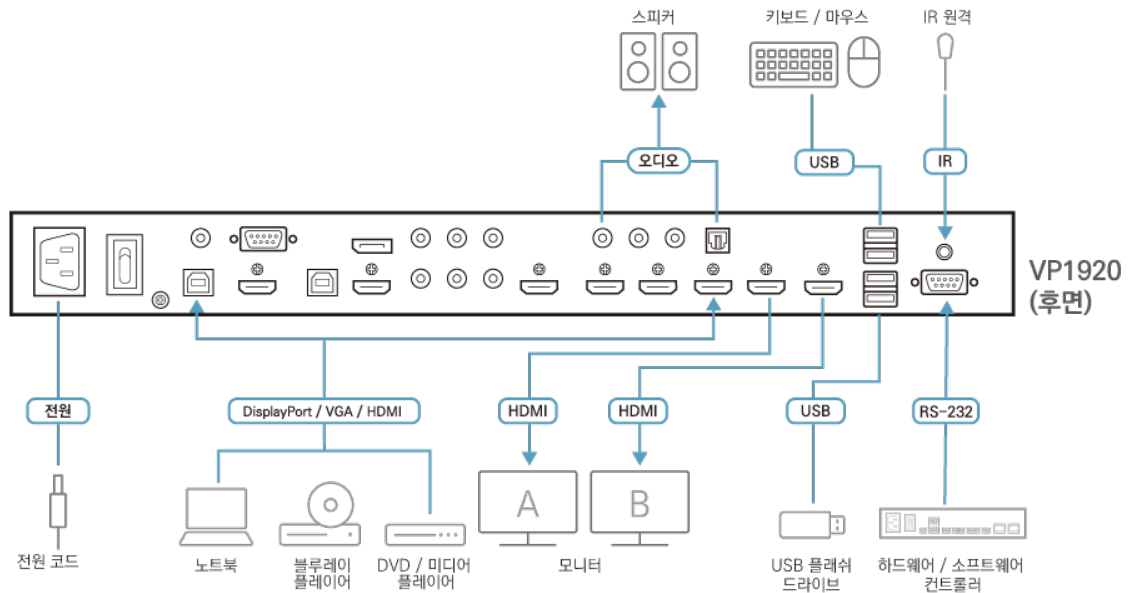 스피커
키보드 / 마우스
IR 원격
오디오
USB
IR
VP1920
(후면)
전원
DisplayPort / VGA / HDMI
HDMI
HDMI
USB
RS-232
A
B
전원 코드
노트북
블루레이
플레이어
DVD / 미디어
플레이어
모니터
USB 플래쉬
드라이브
하드웨어 / 소프트웨어
컨트롤러